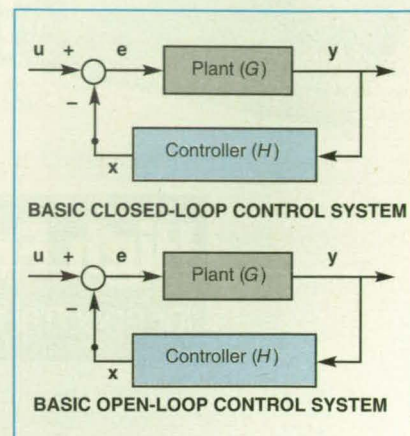 u + e y
Plant (G)
−
Controller (H)
x
BASIC CLOSED-LOOP CONTROL SYSTEM
u + e y
Plant (G)
−
Controller (H)
x
BASIC OPEN-LOOP CONTROL SYSTEM